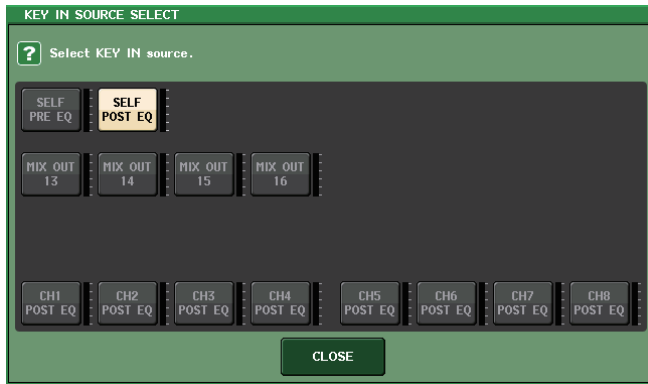 KEY IN SOURCE SELECT
? Select KEY IN source.
SELF PRE EQ
SELF POST EQ
MIX OUT 13
MIX OUT 14
MIX OUT 15
MIX OUT 16
CH1 POST EQ
CH2 POST EQ
CH3 POST EQ
CH4 POST EQ
CH5 POST EQ
CH6 POST EQ
CH7 POST EQ
CH8 POST EQ
CLOSE